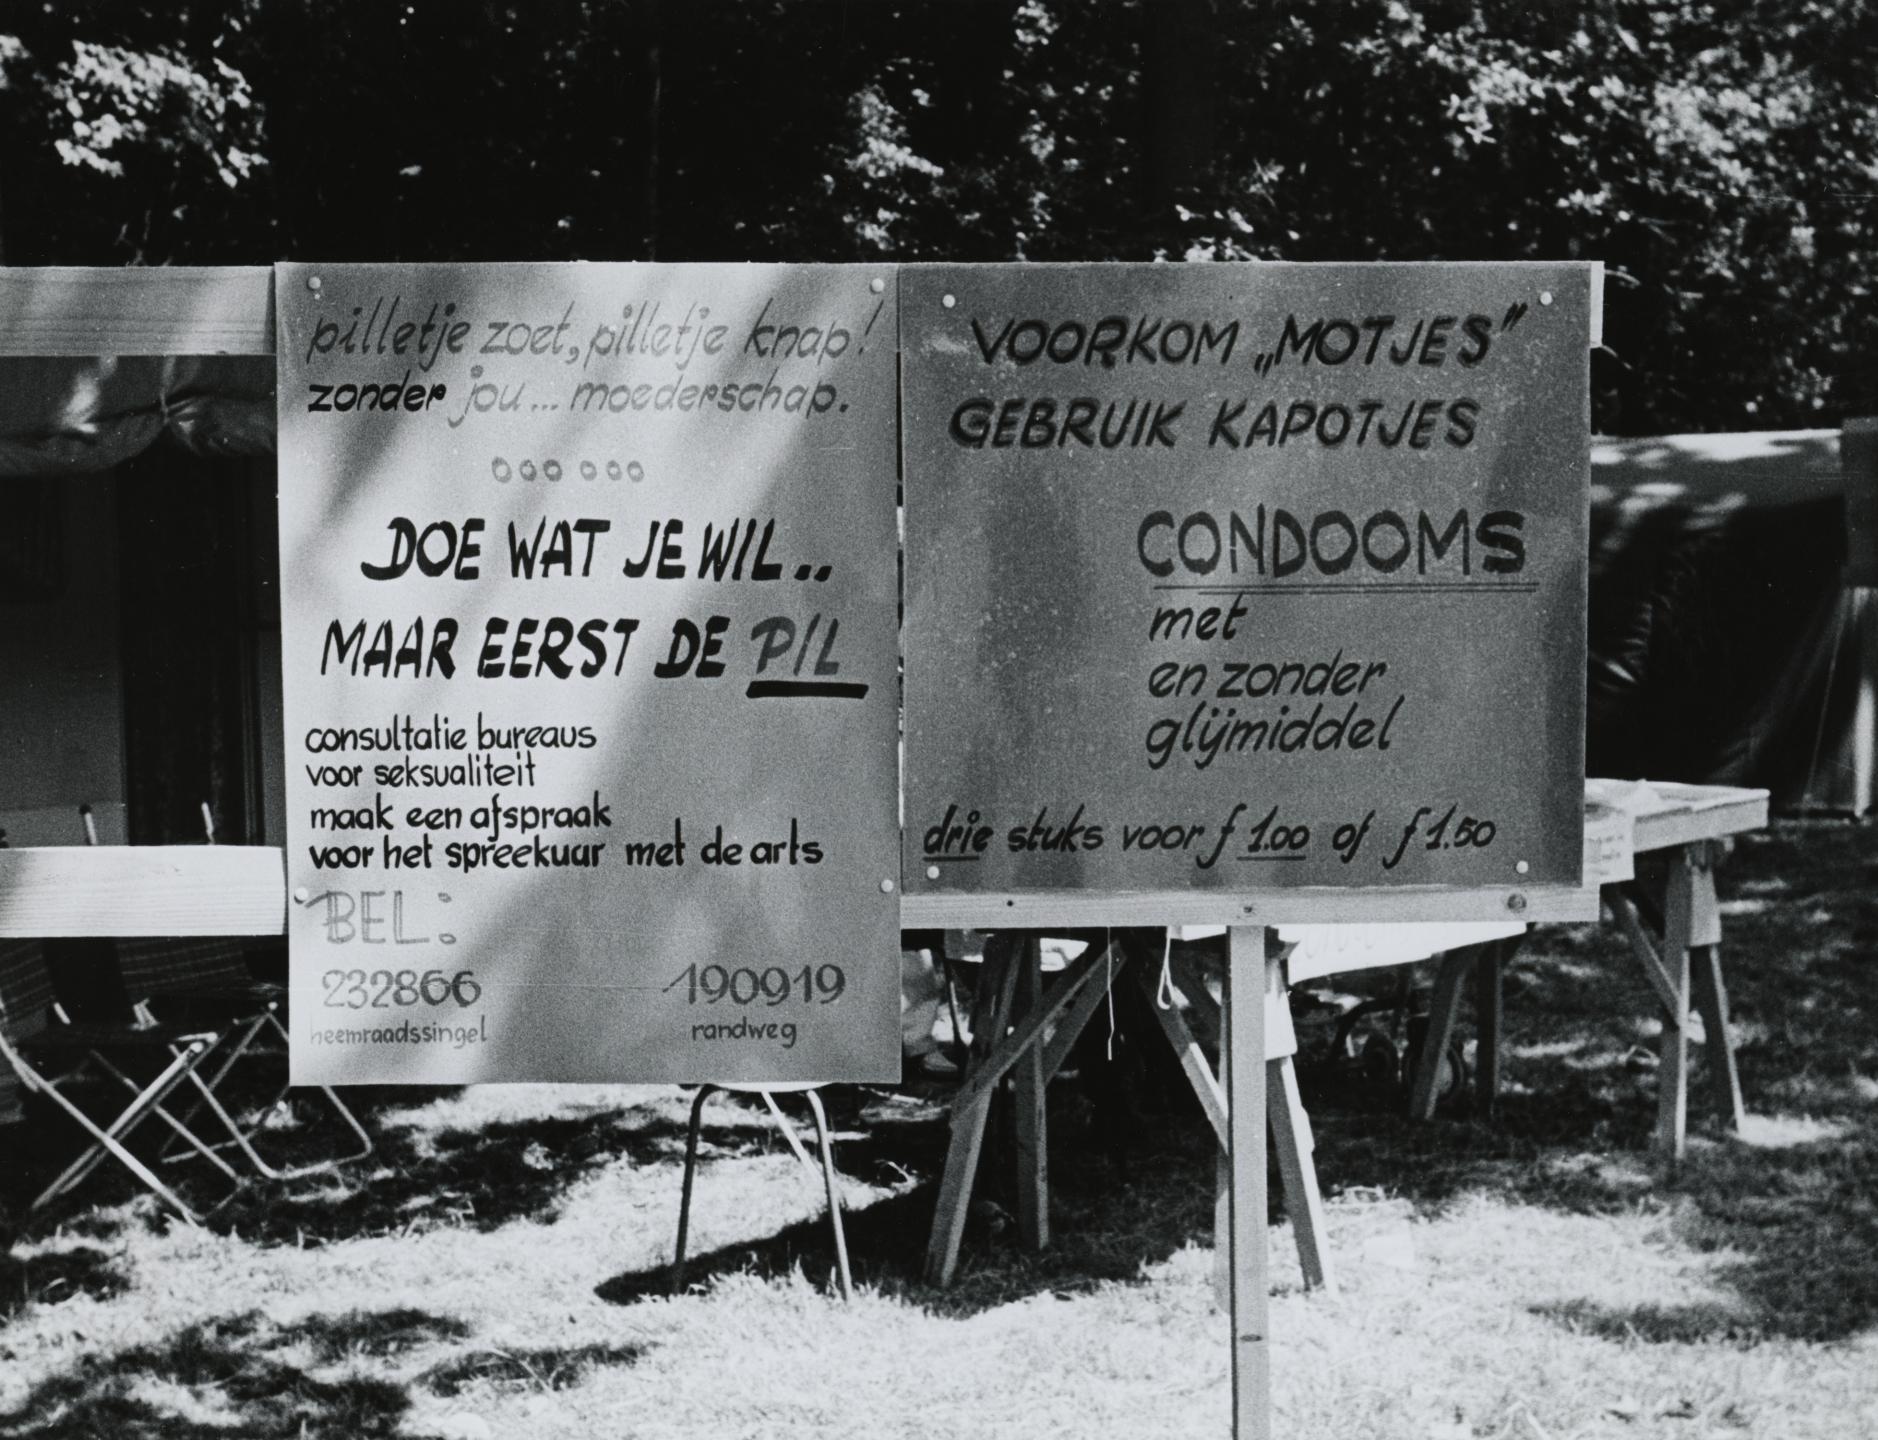 pilletje zoet, pilletje knap!
zonder jou... moederschap.
ooo ooo
DOE WAT JE WIL..
MAAR EERST DE PIL
consultatie bureaus
voor seksualiteit
maak een afspraak
voor het spreekuur met de arts
BEL:
232866 190919
heemraadssingel randweg
VOORKOM „MOTJES"
GEBRUIK KAPOTJES
CONDOOMS
met
en zonder
glijmiddel
drie stuks voor f 1.00 of f 1.50